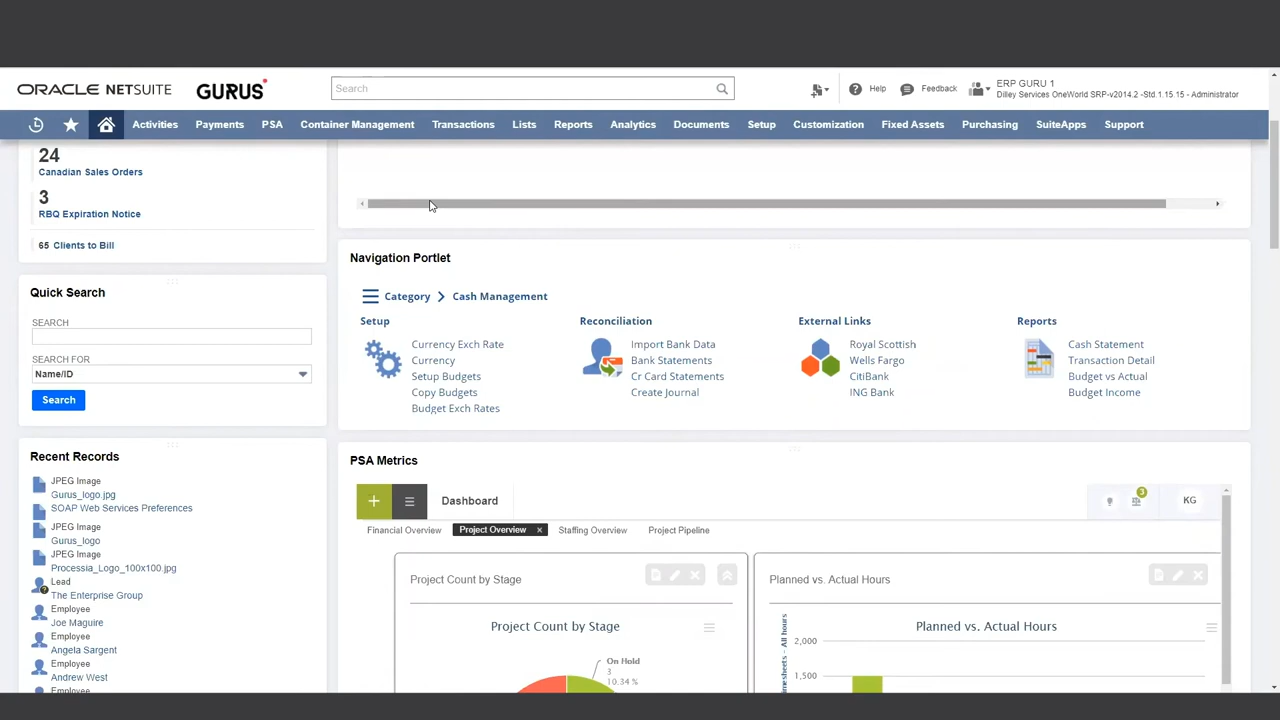 ORACLE NETSUITE
GURUS
Search
Help
Feedback
ERP GURU 1
Dilley Services OneWorld SRP-v2014.2 -Std.1.15.15 - Administrator
Activities Payments PSA Container Management Transactions Lists Reports Analytics Documents Setup Customization Fixed Assets Purchasing SuiteApps Support
24
Canadian Sales Orders
3
RBQ Expiration Notice
65 Clients to Bill
Quick Search
SEARCH
SEARCH FOR
Name/ID
Search
Recent Records
JPEG Image
Gurus_logo.jpg
SOAP Web Services Preferences
JPEG Image
Gurus_logo
JPEG Image
Processia_Logo_100x100.jpg
Lead
The Enterprise Group
Employee
Joe Maguire
Employee
Angela Sargent
Employee
Andrew West
Employee
Navigation Portlet
Category > Cash Management
Setup
Currency Exch Rate
Currency
Setup Budgets
Copy Budgets
Budget Exch Rates
Reconciliation
Import Bank Data
Bank Statements
Cr Card Statements
Create Journal
External Links
Royal Scottish
Wells Fargo
CitiBank
ING Bank
Reports
Cash Statement
Transaction Detail
Budget vs Actual
Budget Income
PSA Metrics
+ Dashboard
3
KG
Financial Overview Project Overview x Staffing Overview Project Pipeline
Project Count by Stage
Project Count by Stage
On Hold
3
10.34 %
Planned vs. Actual Hours
Planned vs. Actual Hours
2,000
1,500